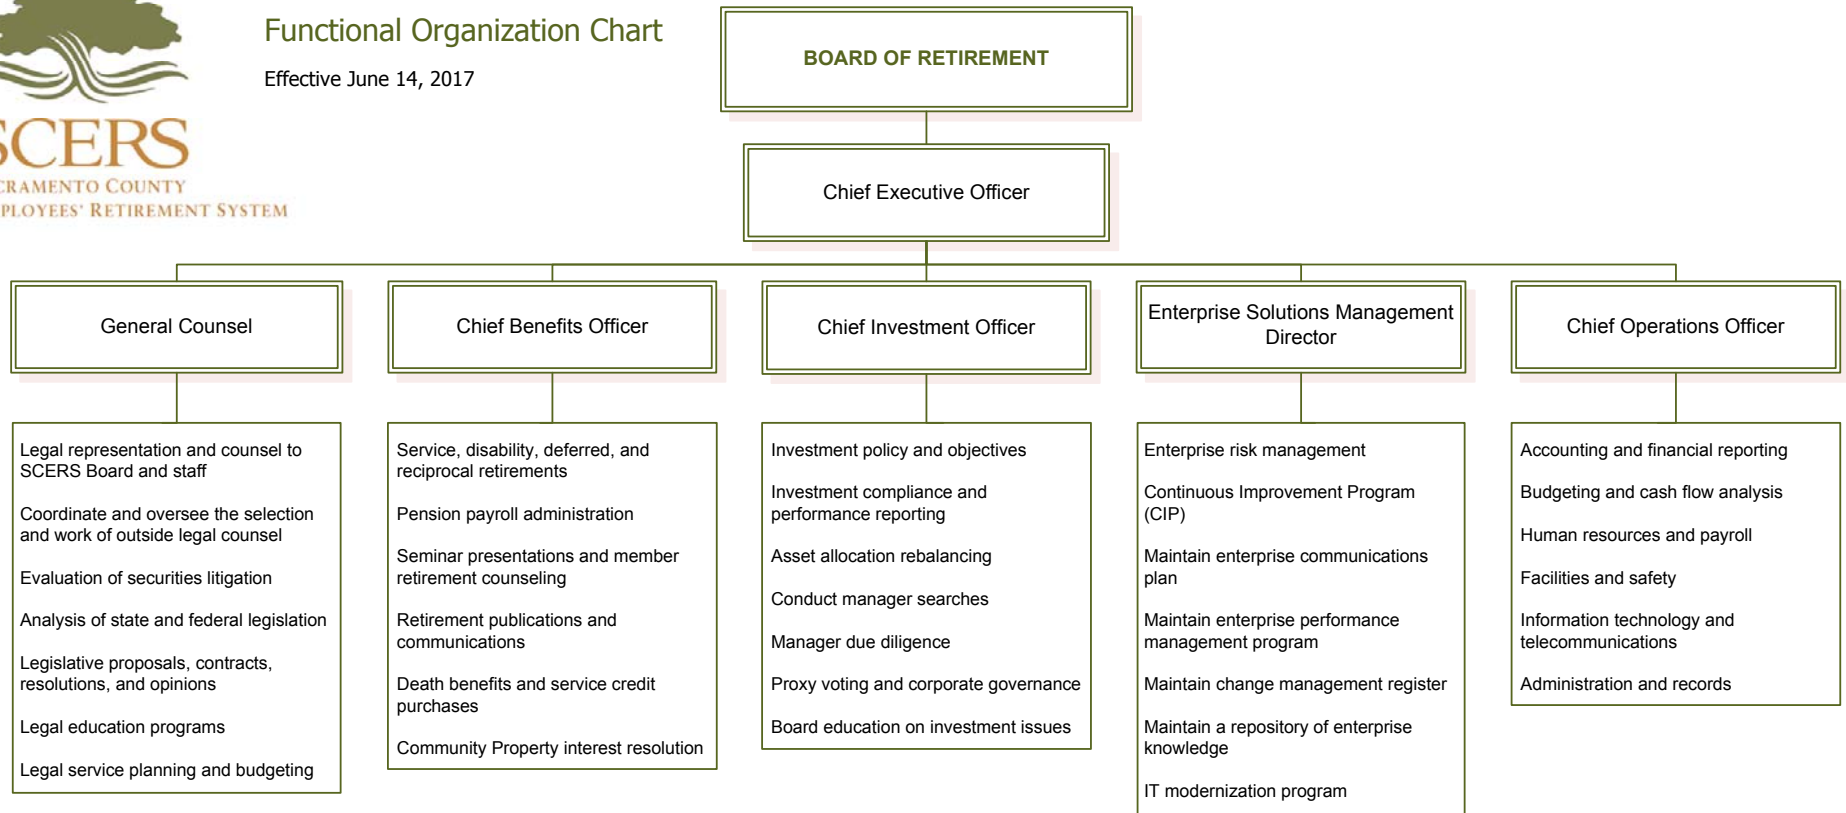 Functional Organization Chart
Effective June 14, 2017
SCERS
CRAMENTO COUNTY
PLOYEES' RETIREMENT SYSTEM
BOARD OF RETIREMENT
Chief Executive Officer
General Counsel
Chief Benefits Officer
Chief Investment Officer
Enterprise Solutions Management
Director
Chief Operations Officer
Legal representation and counsel to
SCERS Board and staff
Coordinate and oversee the selection
and work of outside legal counsel
Evaluation of securities litigation
Analysis of state and federal legislation
Legislative proposals, contracts,
resolutions, and opinions
Legal education programs
Legal service planning and budgeting
Service, disability, deferred, and
reciprocal retirements
Pension payroll administration
Seminar presentations and member
retirement counseling
Retirement publications and
communications
Death benefits and service credit
purchases
Community Property interest resolution
Investment policy and objectives
Investment compliance and
performance reporting
Asset allocation rebalancing
Conduct manager searches
Manager due diligence
Proxy voting and corporate governance
Board education on investment issues
Enterprise risk management
Continuous Improvement Program
(CIP)
Maintain enterprise communications
plan
Maintain enterprise performance
management program
Maintain change management register
Maintain a repository of enterprise
knowledge
IT modernization program
Accounting and financial reporting
Budgeting and cash flow analysis
Human resources and payroll
Facilities and safety
Information technology and
telecommunications
Administration and records